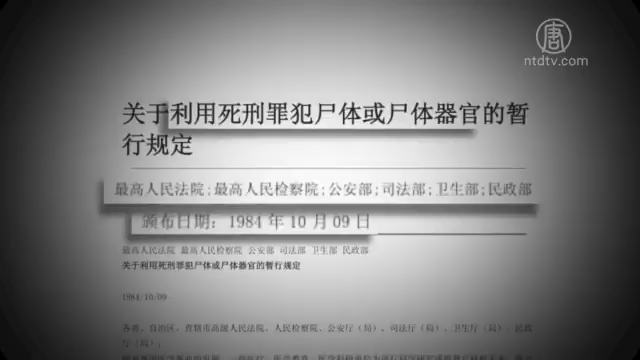 唐
ntdtv.com
关于利用死刑罪犯尸体或尸体器官的暂
行规定
最高人民法院;最高人民检察院;公安部;司法部;卫生部;民政部
颁布日期: 1984 年 10 月 09 日
最高人民法院 最高人民检察院 公安部 司法部 卫生部 民政部
关于利用死刑罪犯尸体或尸体器官的暂行规定
1984/10/09
各省、自治区、直辖市高级人民法院、人民检察院、公安厅（局）、司法厅（局）、卫生厅（局）、民政
厅（局）：